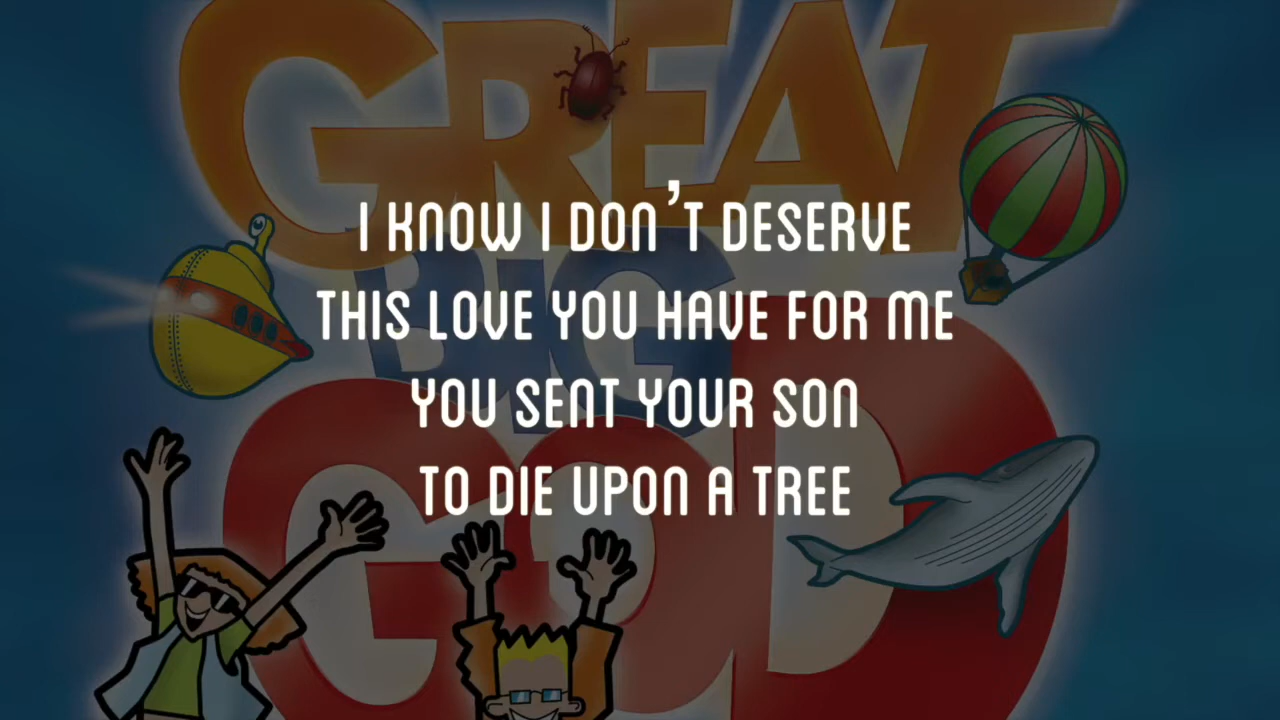 GREAT
BIG
GOD
I KNOW I DON'T DESERVE
THIS LOVE YOU HAVE FOR ME
YOU SENT YOUR SON
TO DIE UPON A TREE